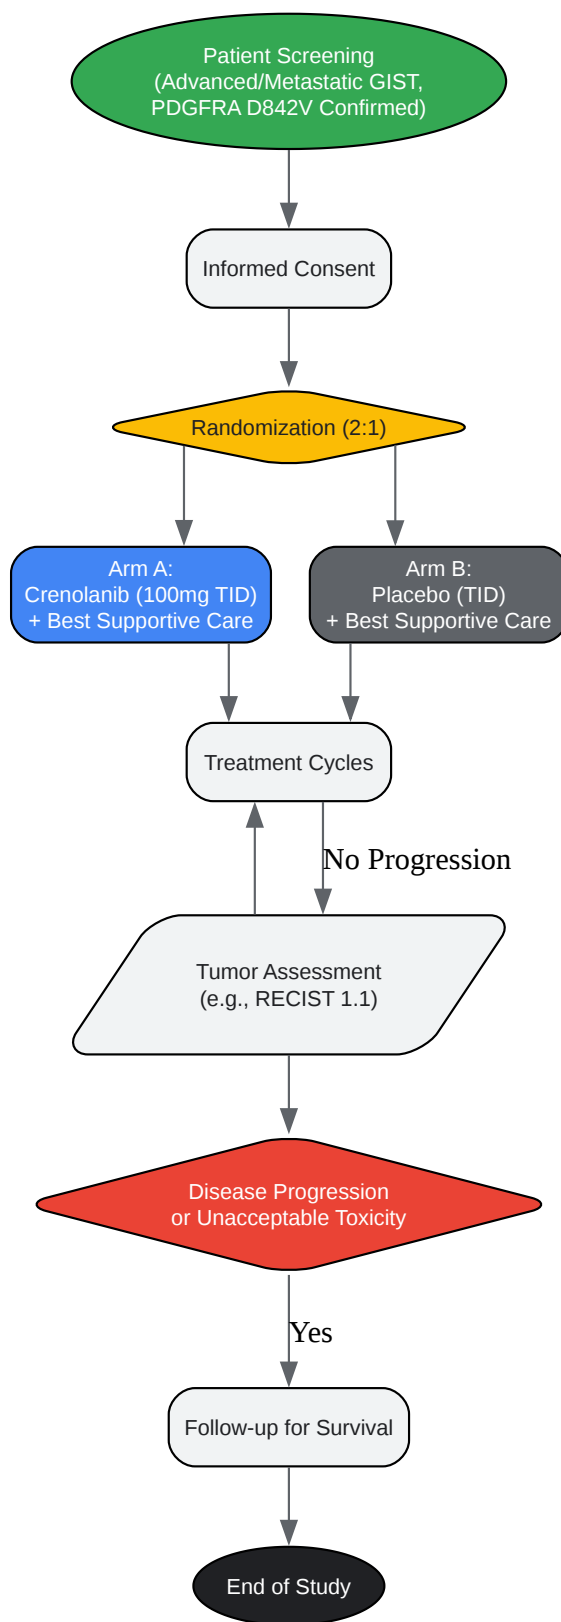 Patient Screening
(Advanced/Metastatic GIST,
PDGFRA D842V Confirmed)
Informed Consent
Randomization (2:1)
Arm A:
Crenolanib (100mg TID)
+ Best Supportive Care
Arm B:
Placebo (TID)
+ Best Supportive Care
Treatment Cycles
No Progression
Tumor Assessment
(e.g., RECIST 1.1)
Disease Progression
or Unacceptable Toxicity
Yes
Follow-up for Survival
End of Study